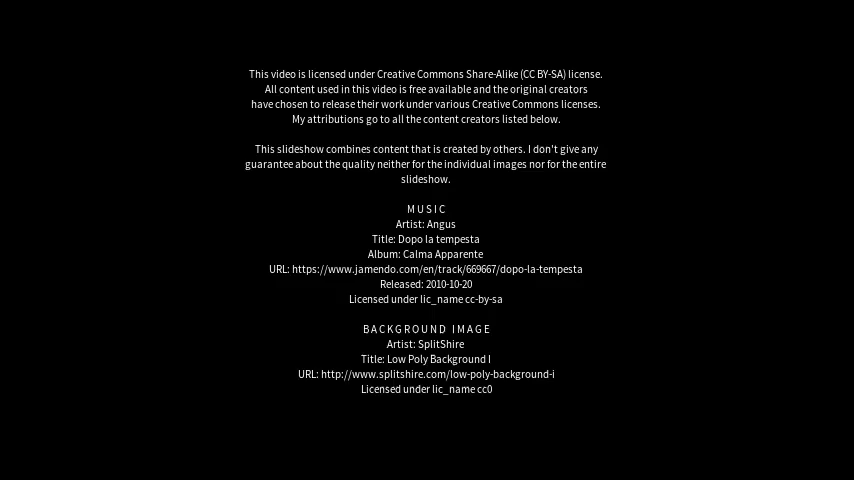 This video is licensed under Creative Commons Share-Alike (CC BY-SA) license.
All content used in this video is free available and the original creators
have chosen to release their work under various Creative Commons licenses.
My attributions go to all the content creators listed below.
This slideshow combines content that is created by others. I don't give any
guarantee about the quality neither for the individual images nor for the entire
slideshow.
MUSIC
Artist: Angus
Title: Dopo la tempesta
Album: Calma Apparente
URL: https://www.jamendo.com/en/track/669667/dopo-la-tempesta
Released: 2010-10-20
Licensed under lic_name cc-by-sa
BACKGROUND IMAGE
Artist: SplitShire
Title: Low Poly Background I
URL: http://www.splitshire.com/low-poly-background-i
Licensed under lic_name cc0